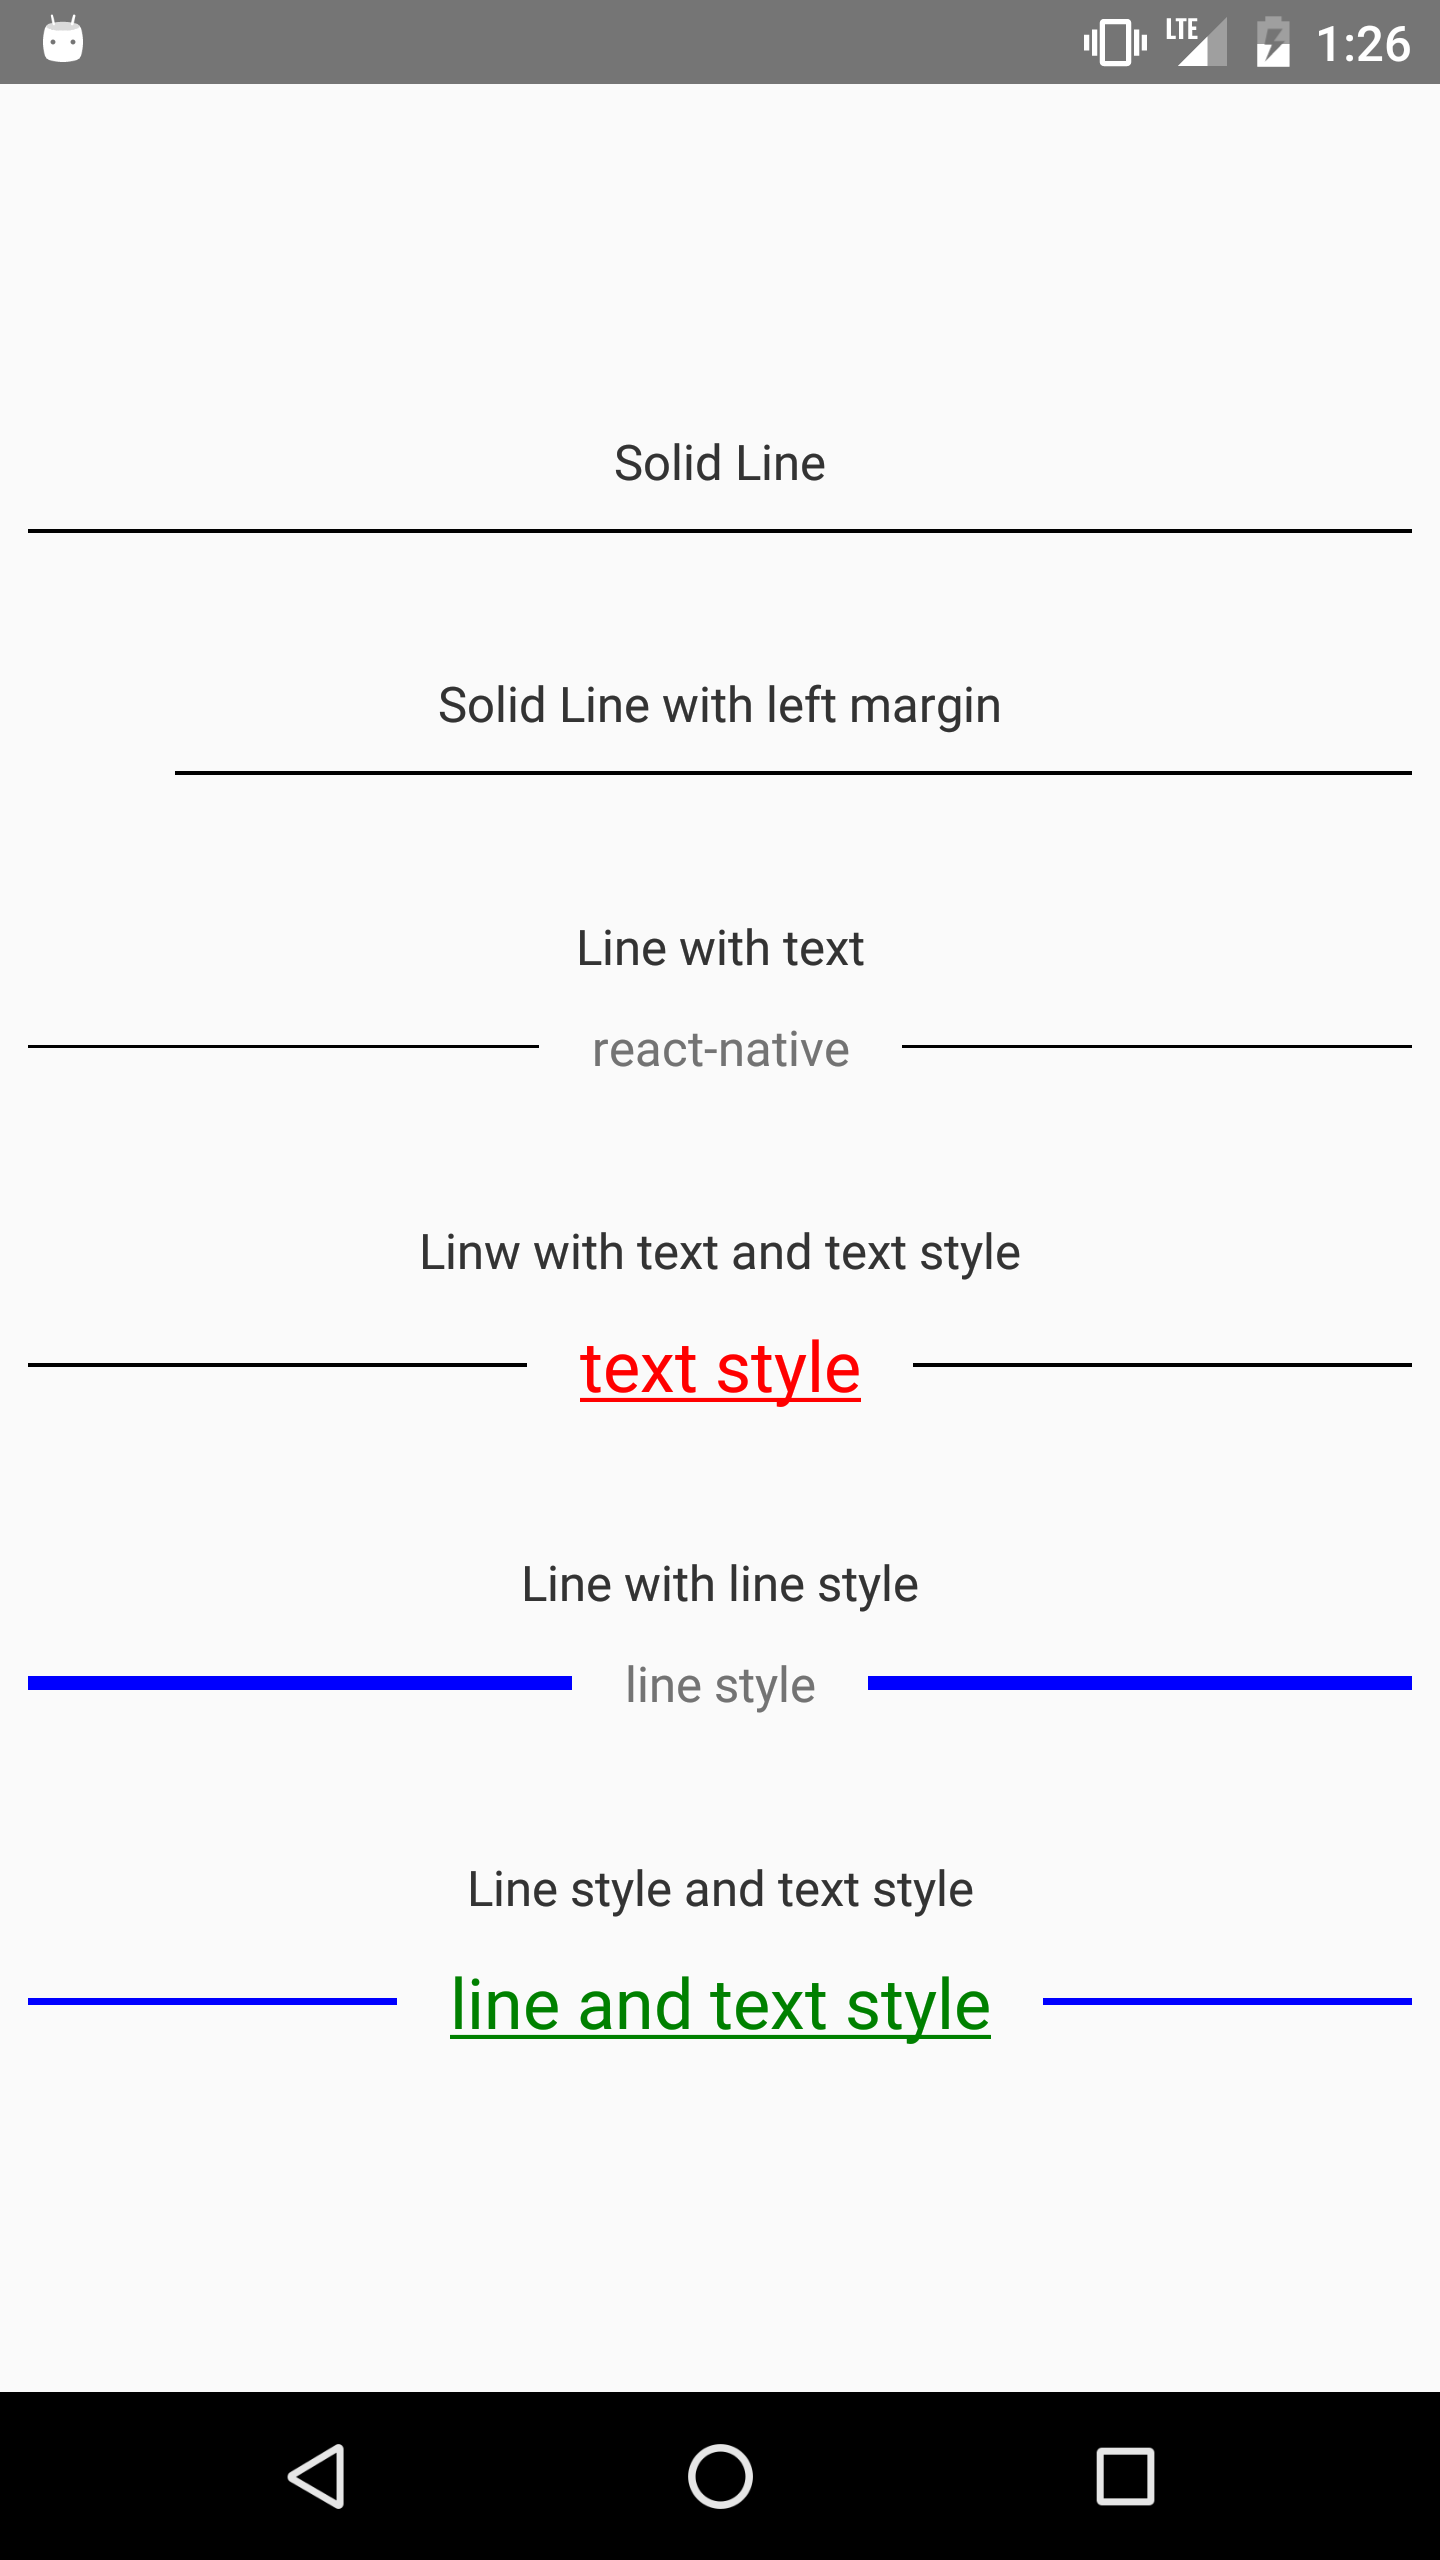 LTE 1:26
Solid Line
Solid Line with left margin
Line with text
react-native
Linw with text and text style
text style
Line with line style
line style
Line style and text style
line and text style